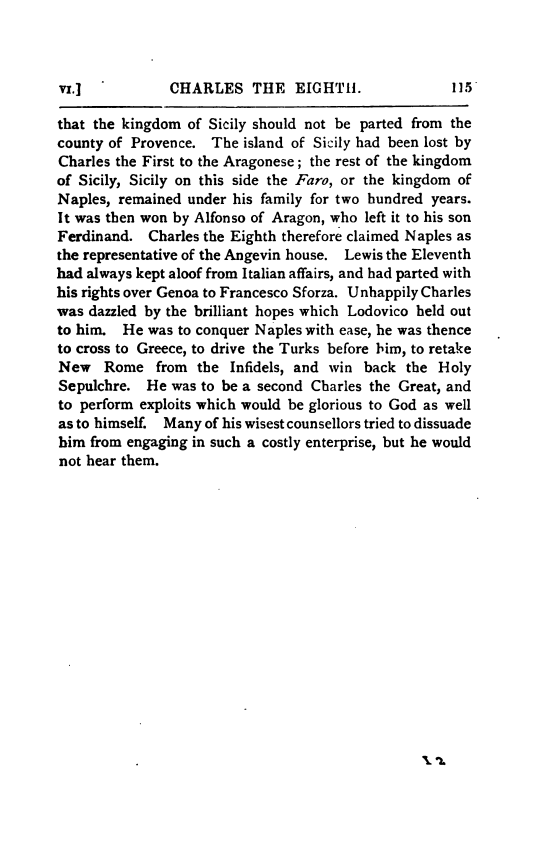 VI.] CHARLES THE EIGHTH. 115
that the kingdom of Sicily should not be parted from the
county of Provence. The island of Sicily had been lost by
Charles the First to the Aragonese; the rest of the kingdom
of Sicily, Sicily on this side the Faro, or the kingdom of
Naples, remained under his family for two hundred years.
It was then won by Alfonso of Aragon, who left it to his son
Ferdinand. Charles the Eighth therefore claimed Naples as
the representative of the Angevin house. Lewis the Eleventh
had always kept aloof from Italian affairs, and had parted with
his rights over Genoa to Francesco Sforza. Unhappily Charles
was dazzled by the brilliant hopes which Lodovico held out
to him. He was to conquer Naples with ease, he was thence
to cross to Greece, to drive the Turks before him, to retake
New Rome from the Infidels, and win back the Holy
Sepulchre. He was to be a second Charles the Great, and
to perform exploits which would be glorious to God as well
as to himself. Many of his wisest counsellors tried to dissuade
him from engaging in such a costly enterprise, but he would
not hear them.